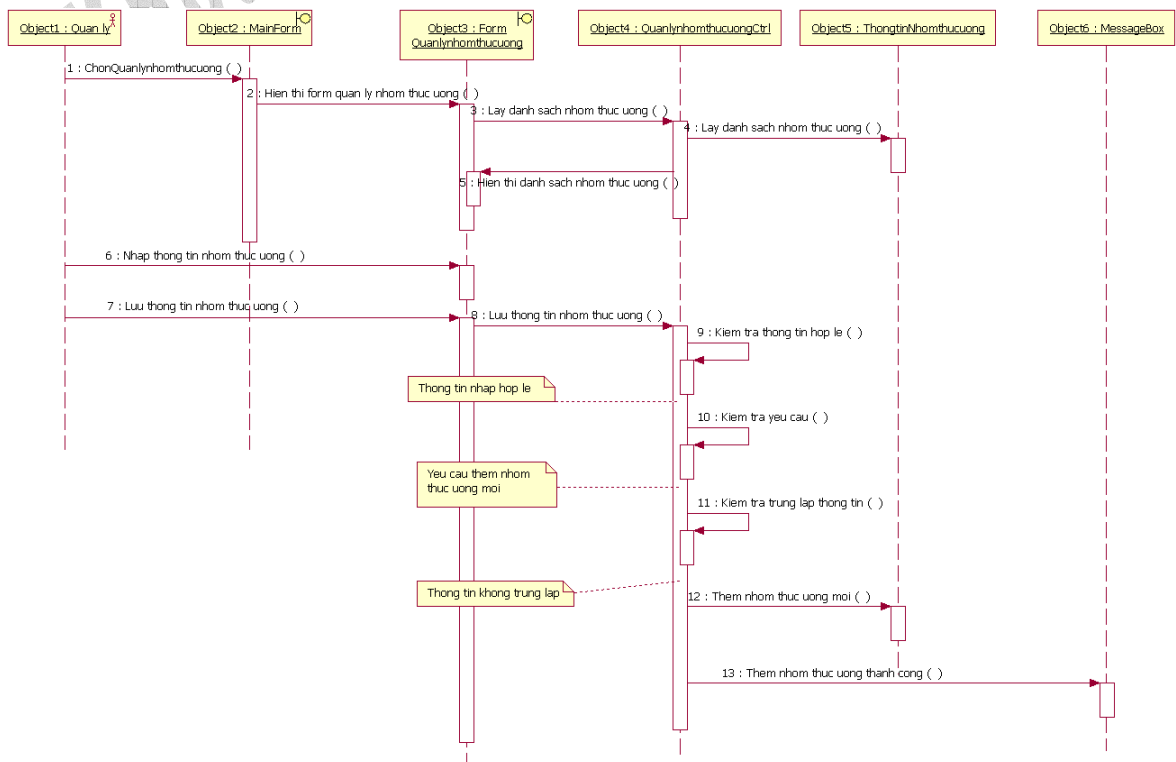 Object1 : Quan ly
Object2 : MainForm
Object3 : Form
Quanlynhomthucuong
Object4 : QuanlynhomthucuongCtrl
Object5 : ThongtinNhomthucuong
Object6 : MessageBox
1 : ChonQuanlynhomthucuong ( )
2 : Hien thi form quan ly nhom thuc uong ( )
3 : Lay danh sach nhom thuc uong ( )
4 : Lay danh sach nhom thuc uong ( )
5 : Hien thi danh sach nhom thuc uong ( )
6 : Nhap thong tin nhom thuc uong ( )
7 : Luu thong tin nhom thuc uong ( )
8 : Luu thong tin nhom thuc uong ( )
9 : Kiem tra thong tin hop le ( )
Thong tin nhap hop le
10 : Kiem tra yeu cau ( )
Yeu cau them nhom
thuc uong moi
11 : Kiem tra trung lap thong tin ( )
Thong tin khong trung lap
12 : Them nhom thuc uong moi ( )
13 : Them nhom thuc uong thanh cong ( )